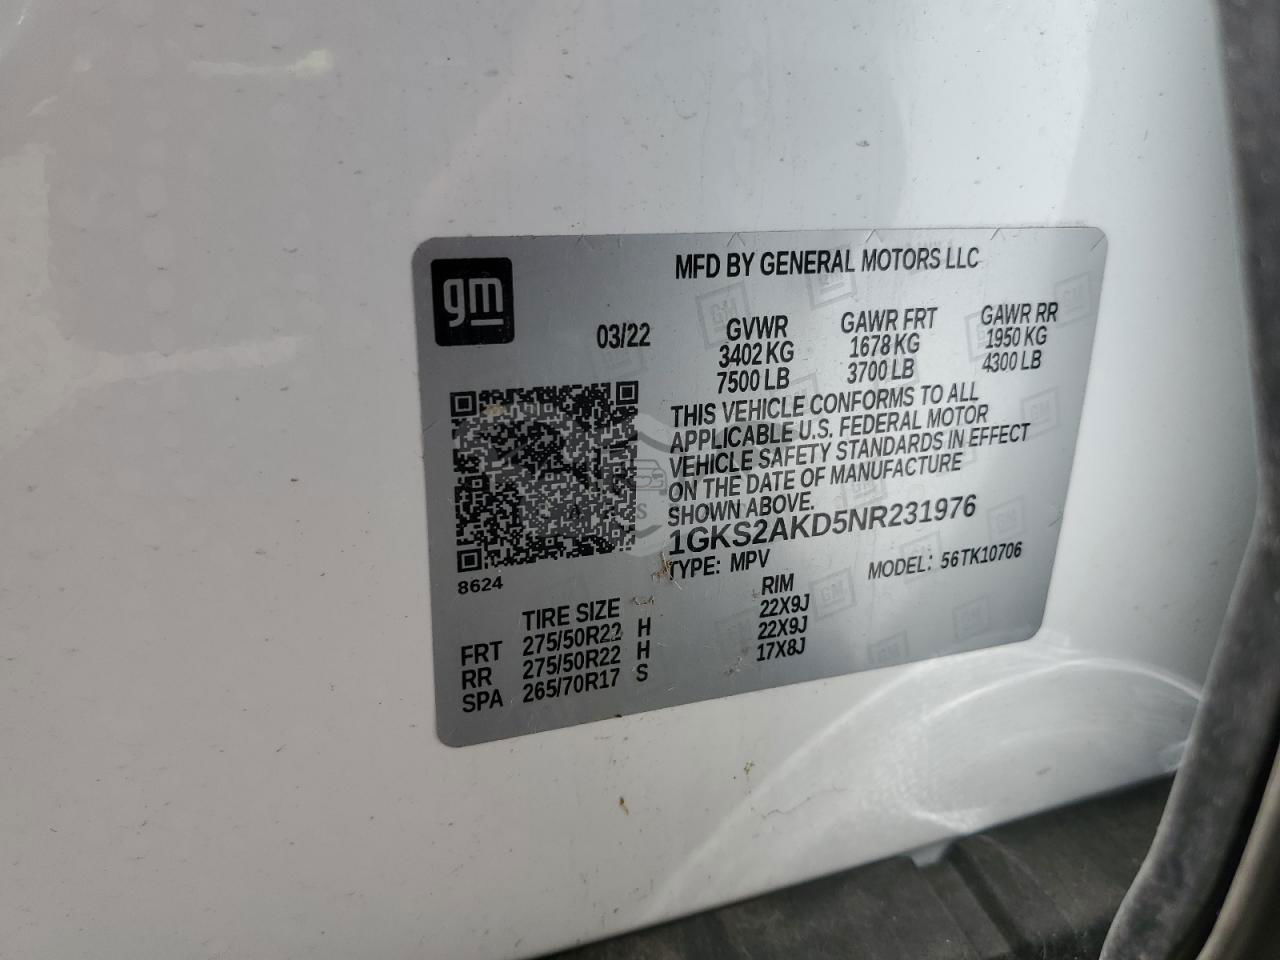 gm
MFD BY GENERAL MOTORS LLC
03/22
GVWR GAWR FRT GAWR RR
3402 KG 1678 KG 1950 KG
7500 LB 3700 LB 4300 LB
THIS VEHICLE CONFORMS TO ALL
APPLICABLE U.S. FEDERAL MOTOR
VEHICLE SAFETY STANDARDS IN EFFECT
ON THE DATE OF MANUFACTURE
SHOWN ABOVE.
1GKS2AKD5NR231976
TYPE: MPV MODEL: 56TK10706
8624
TIRE SIZE RIM
FRT 275/50R22 H 22X9J
RR 275/50R22 H 22X9J
SPA 265/70R17 S 17X8J